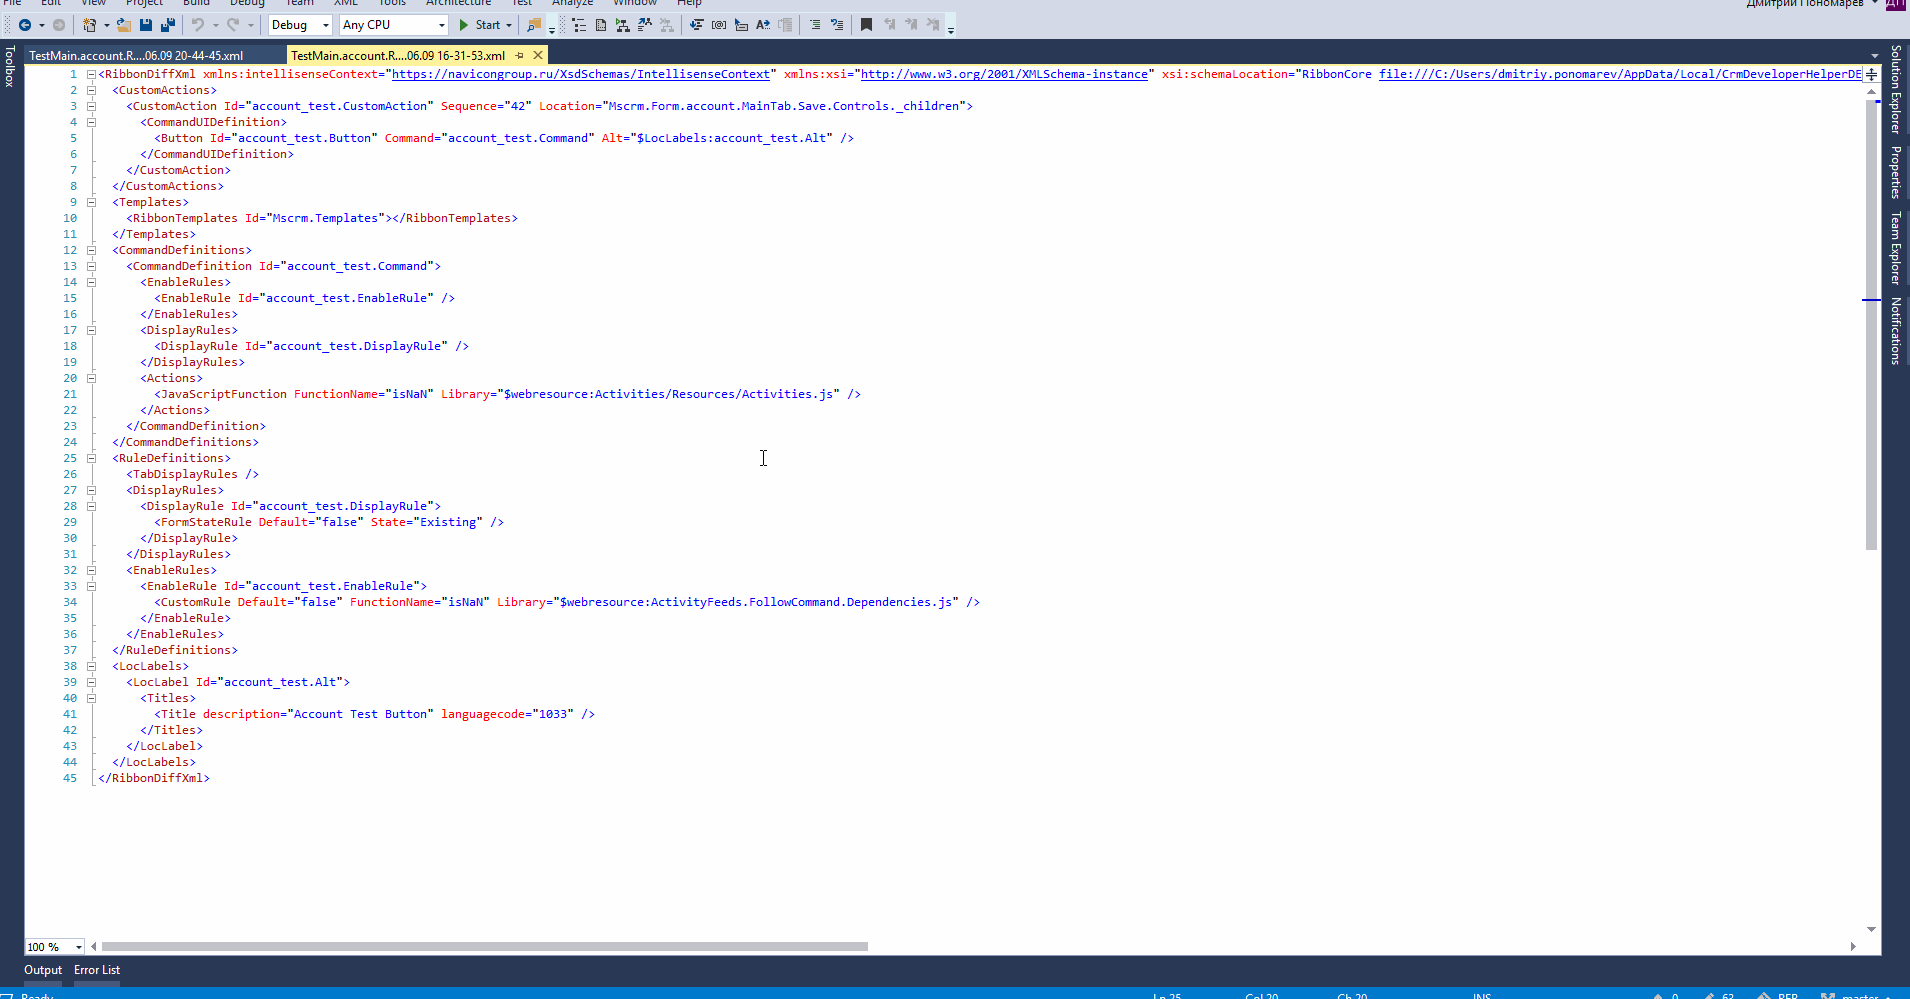 File Edit View Project Build Debug Team XML Tools Architecture Test Analyze Window Help Дмитрий Пономарев ДП
Debug Any CPU Start
Toolbox
TestMain.account.R....06.09 20-44-45.xml TestMain.account.R....06.09 16-31-53.xml
1 <RibbonDiffXml xmlns:intellisenseContext="https://navicongroup.ru/XsdSchemas/IntellisenseContext" xmlns:xsi="http://www.w3.org/2001/XMLSchema-instance" xsi:schemaLocation="RibbonCore file:///C:/Users/dmitriy.ponomarev/AppData/Local/CrmDeveloperHelperDE
2 <CustomActions>
3 <CustomAction Id="account_test.CustomAction" Sequence="42" Location="Mscrm.Form.account.MainTab.Save.Controls._children">
4 <CommandUIDefinition>
5 <Button Id="account_test.Button" Command="account_test.Command" Alt="$LocLabels:account_test.Alt" />
6 </CommandUIDefinition>
7 </CustomAction>
8 </CustomActions>
9 <Templates>
10 <RibbonTemplates Id="Mscrm.Templates"></RibbonTemplates>
11 </Templates>
12 <CommandDefinitions>
13 <CommandDefinition Id="account_test.Command">
14 <EnableRules>
15 <EnableRule Id="account_test.EnableRule" />
16 </EnableRules>
17 <DisplayRules>
18 <DisplayRule Id="account_test.DisplayRule" />
19 </DisplayRules>
20 <Actions>
21 <JavaScriptFunction FunctionName="isNaN" Library="$webresource:Activities/Resources/Activities.js" />
22 </Actions>
23 </CommandDefinition>
24 </CommandDefinitions>
25 <RuleDefinitions>
26 <TabDisplayRules />
27 <DisplayRules>
28 <DisplayRule Id="account_test.DisplayRule">
29 <FormStateRule Default="false" State="Existing" />
30 </DisplayRule>
31 </DisplayRules>
32 <EnableRules>
33 <EnableRule Id="account_test.EnableRule">
34 <CustomRule Default="false" FunctionName="isNaN" Library="$webresource:ActivityFeeds.FollowCommand.Dependencies.js" />
35 </EnableRule>
36 </EnableRules>
37 </RuleDefinitions>
38 <LocLabels>
39 <LocLabel Id="account_test.Alt">
40 <Titles>
41 <Title description="Account Test Button" languagecode="1033" />
42 </Titles>
43 </LocLabel>
44 </LocLabels>
45 </RibbonDiffXml>
Solution Explorer
Properties
Team Explorer
Notifications
100 %
Output Error List
Ready Ln 25 Col 20 Ch 20 INS 0 63 REP master